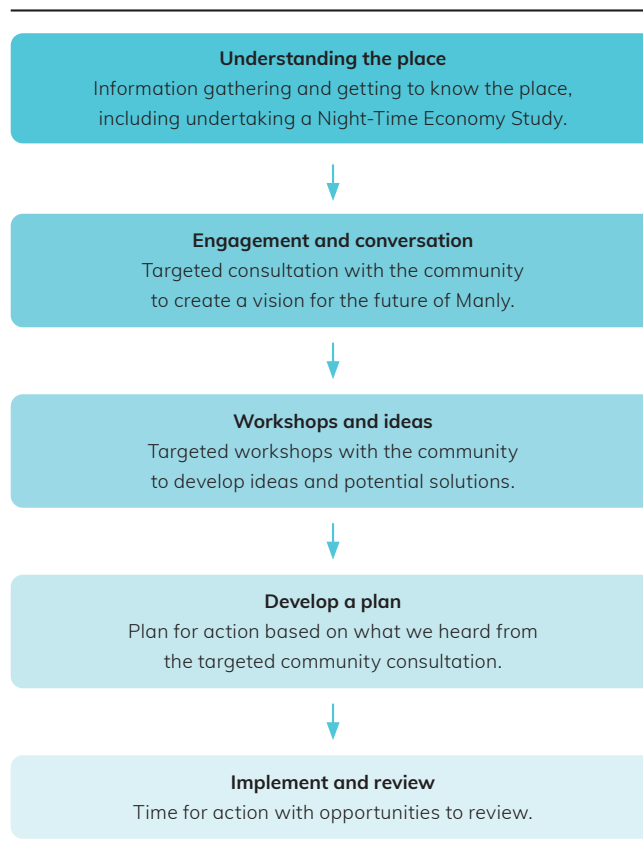 Understanding the place
Information gathering and getting to know the place,
including undertaking a Night-Time Economy Study.
Engagement and conversation
Targeted consultation with the community
to create a vision for the future of Manly.
Workshops and ideas
Targeted workshops with the community
to develop ideas and potential solutions.
Develop a plan
Plan for action based on what we heard from
the targeted community consultation.
Implement and review
Time for action with opportunities to review.